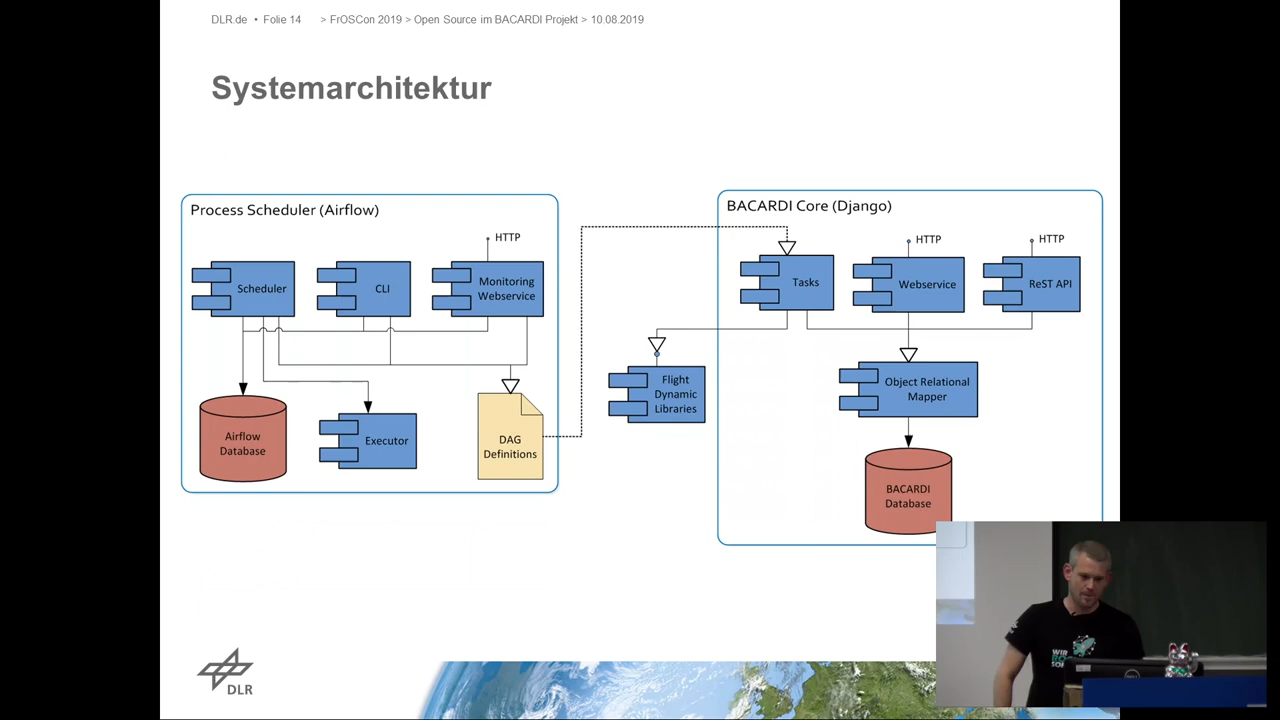 DLR.de • Folie 14 > FrOSCon 2019 > Open Source im BACARDI Projekt > 10.08.2019
Systemarchitektur
Process Scheduler (Airflow)
HTTP
Scheduler
CLI
Monitoring
Webservice
Airflow
Database
Executor
DAG
Definitions
BACARDI Core (Django)
HTTP
HTTP
Tasks
Webservice
ReST API
Flight
Dynamic
Libraries
Object Relational
Mapper
BACARDI
Database
DLR
WIR